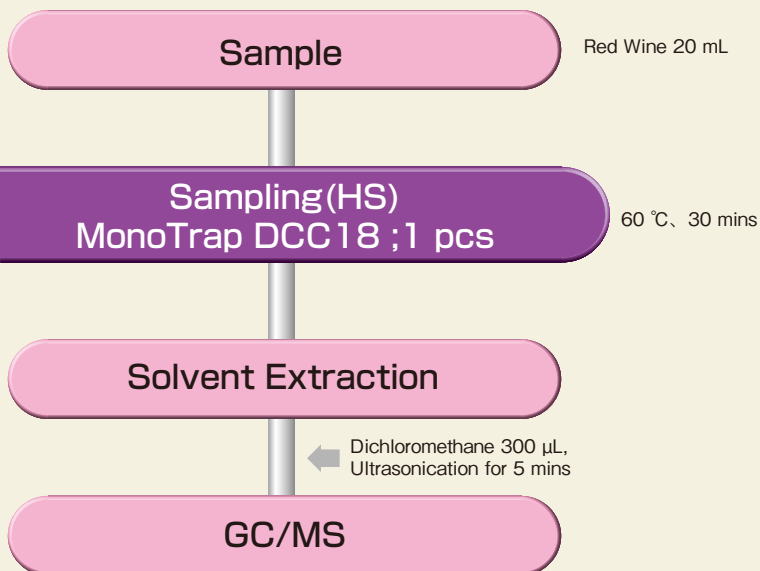 Sample
Red Wine 20 mL
Sampling(HS)
MonoTrap DCC18 ;1 pcs
60 ℃、30 mins
Solvent Extraction
Dichloromethane 300 μL,
Ultrasonication for 5 mins
GC/MS